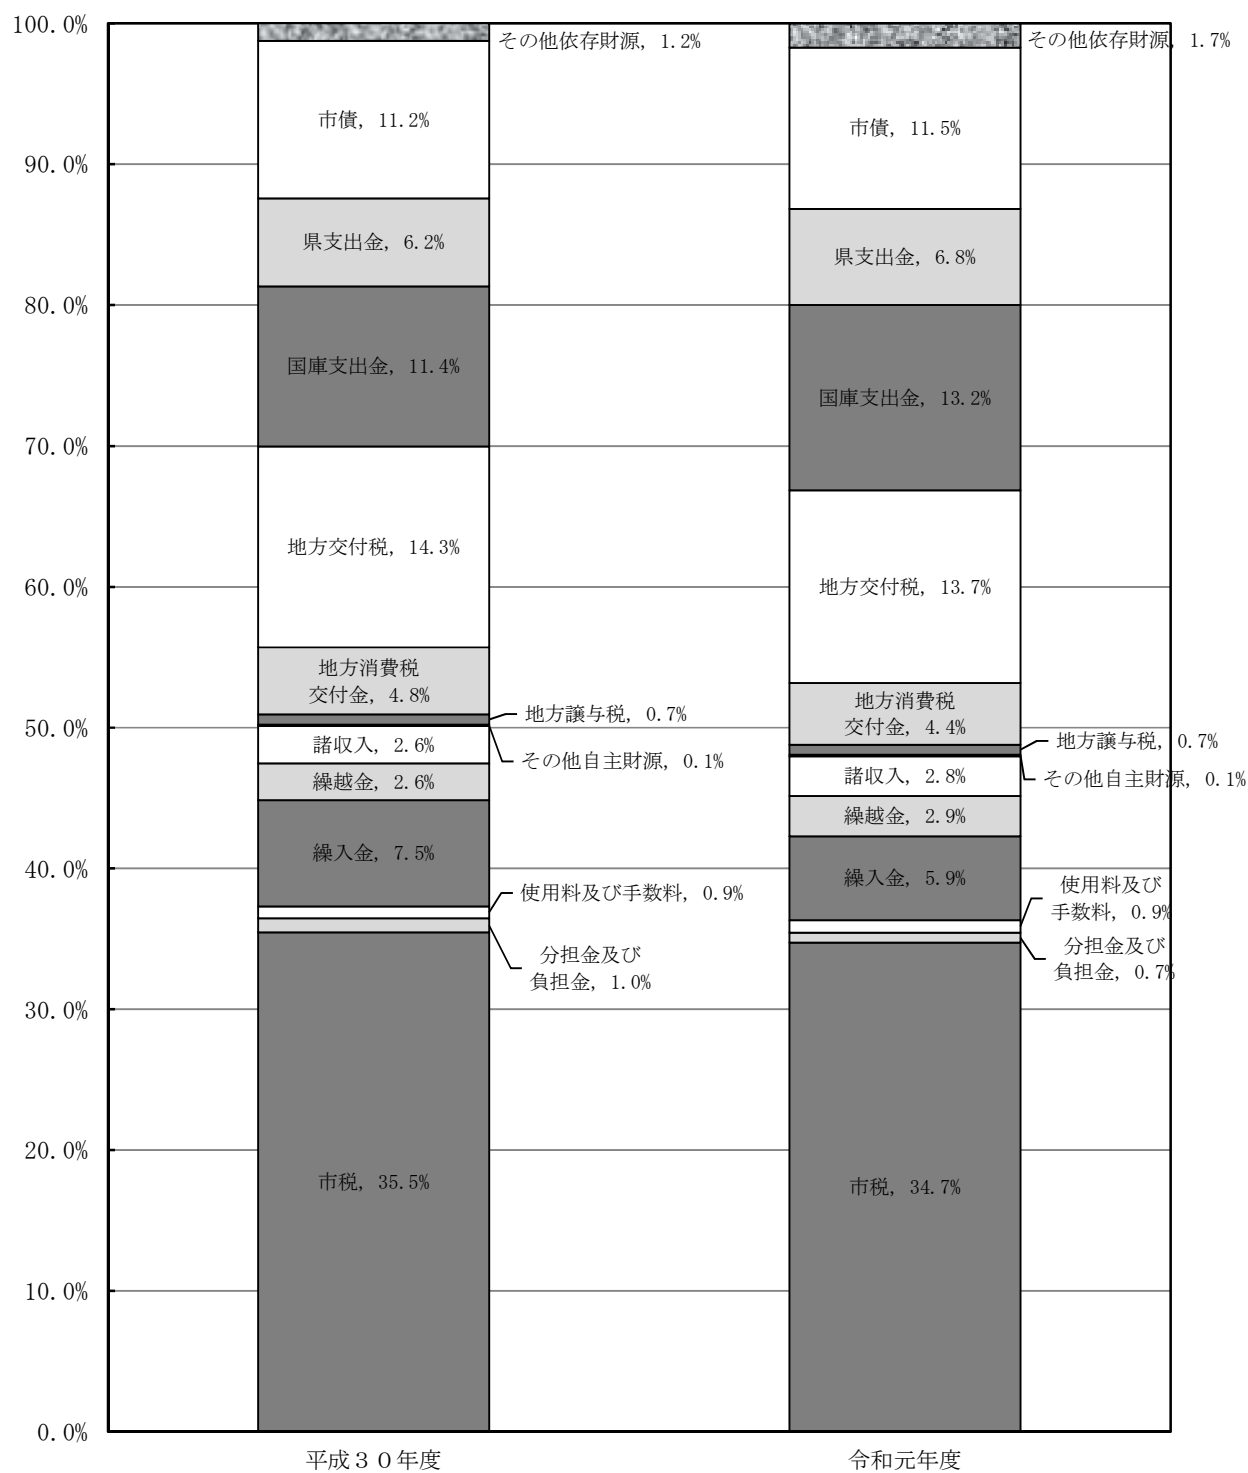 100.0%
90.0%
80.0%
70.0%
60.0%
50.0%
40.0%
30.0%
20.0%
10.0%
0.0%
その他依存財源, 1.2%
市債, 11.2%
県支出金, 6.2%
国庫支出金, 11.4%
地方交付税, 14.3%
地方消費税
交付金, 4.8%
地方譲与税, 0.7%
その他自主財源, 0.1%
諸収入, 2.6%
繰越金, 2.6%
繰入金, 7.5%
使用料及び手数料, 0.9%
分担金及び
負担金, 1.0%
市税, 35.5%
平成３０年度
その他依存財源, 1.7%
市債, 11.5%
県支出金, 6.8%
国庫支出金, 13.2%
地方交付税, 13.7%
地方消費税
交付金, 4.4%
地方譲与税, 0.7%
その他自主財源, 0.1%
諸収入, 2.8%
繰越金, 2.9%
繰入金, 5.9%
使用料及び
手数料, 0.9%
分担金及び
負担金, 0.7%
市税, 34.7%
令和元年度